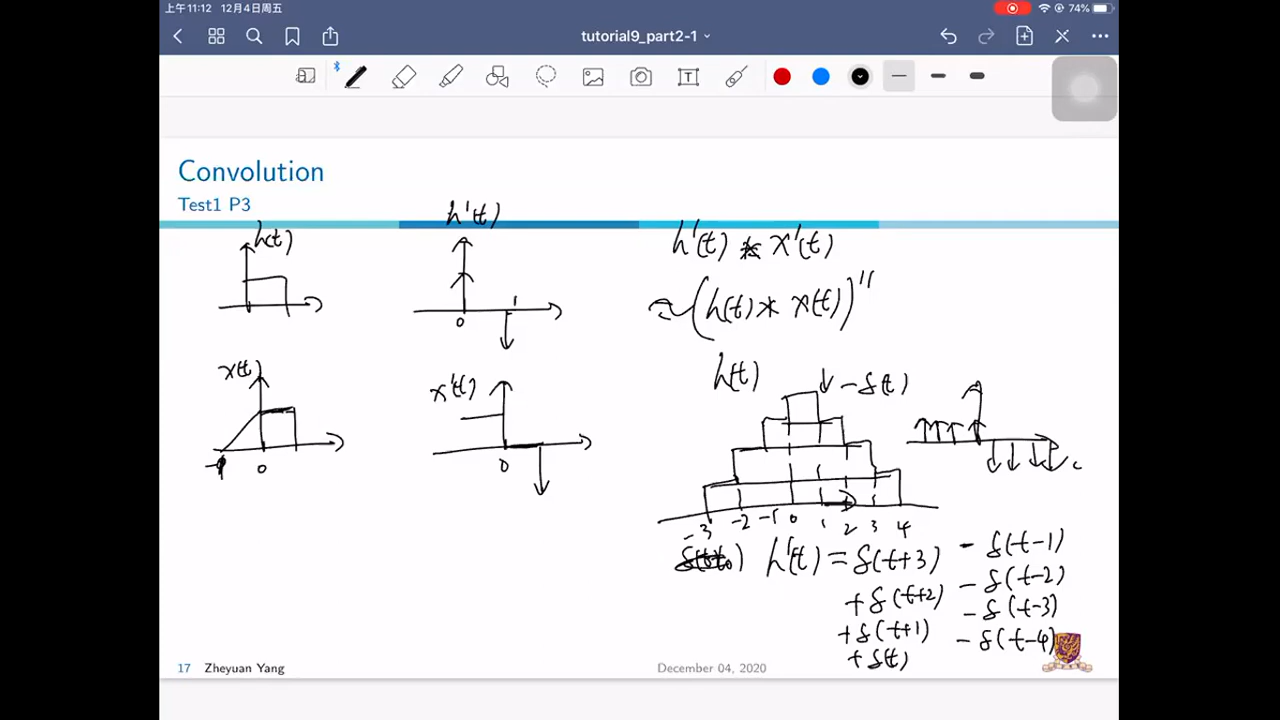 上午11:12 12月4日周五
74%
tutorial9_part2-1
T
Convolution
Test1 P3
h(t)
h'(t)
h'(t) * x'(t)
(h(t) * x(t))''
0
1
x(t)
x'(t)
h(t)
-δ(t)
-1
0
0
-3 -2 -1 0 1 2 3 4
h'(t) = δ(t+3) - δ(t-1)
+ δ(t+2) - δ(t-2)
+ δ(t+1) - δ(t-3)
+ δ(t) - δ(t-4)
17 Zheyuan Yang
December 04, 2020